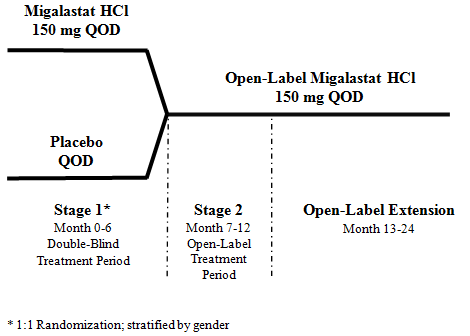 Migalastat HCl
150 mg QOD
Open-Label Migalastat HCl
150 mg QOD
Placebo
QOD
Stage 1*
Month 0-6
Double-Blind
Treatment Period
Stage 2
Month 7-12
Open-Label
Treatment
Period
Open-Label Extension
Month 13-24
* 1:1 Randomization; stratified by gender